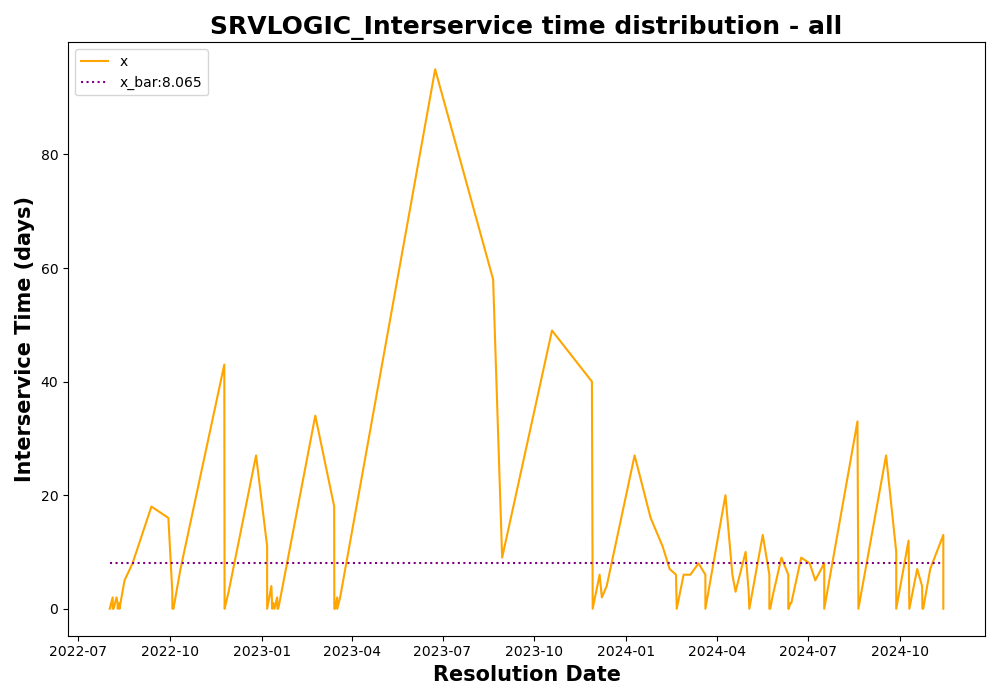 SRVLOGIC_Interservice time distribution - all
x
x_bar:8.065
Interservice Time (days)
80
60
40
20
0
2022-07 2022-10 2023-01 2023-04 2023-07 2023-10 2024-01 2024-04 2024-07 2024-10
Resolution Date